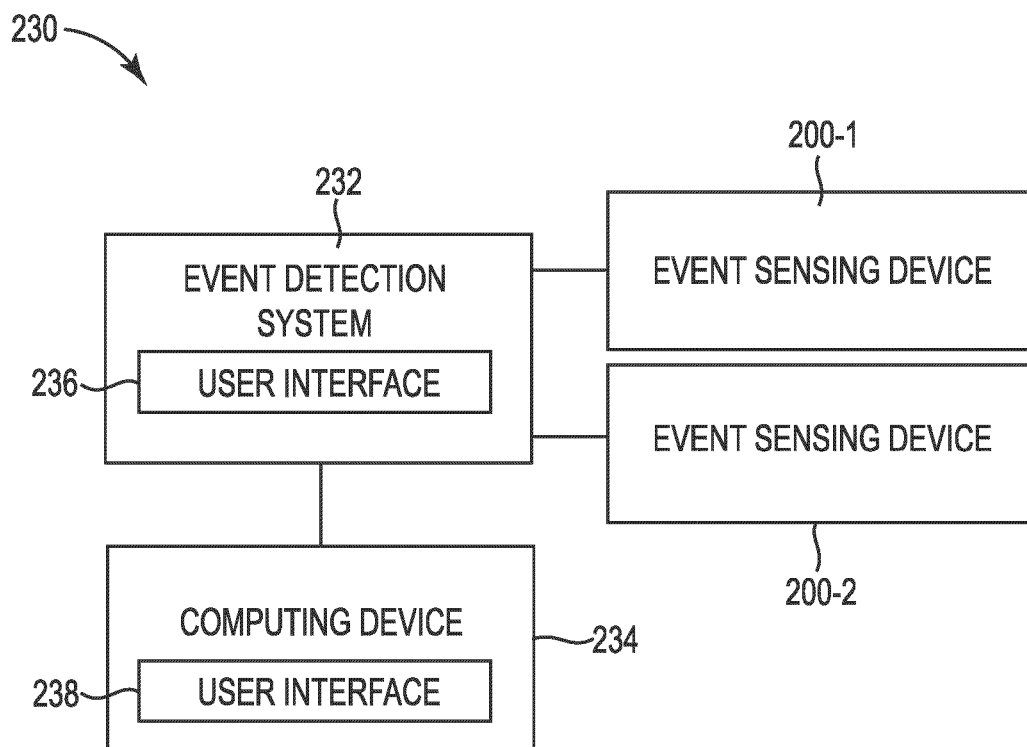 230
200-1
232
EVENT DETECTION
SYSTEM
EVENT SENSING DEVICE
236
USER INTERFACE
EVENT SENSING DEVICE
200-2
COMPUTING DEVICE
234
238
USER INTERFACE